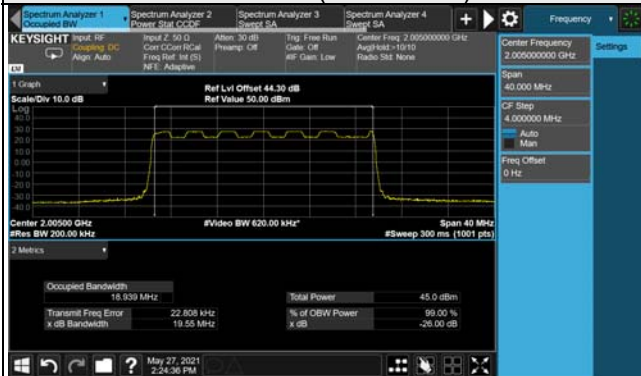 Spectrum Analyzer 1
Occupied BW
Spectrum Analyzer 2
Power Stat CCDF
Spectrum Analyzer 3
Swept SA
Spectrum Analyzer 4
Swept SA
Frequency
KEYSIGHT
Input: RF
Coupling: DC
Align: Auto
Input Z: 50 Ω
Corr CCorr RCal
Freq Ref: Int (S)
NFE: Adaptive
Atten: 30 dB
Preamp: Off
Trig: Free Run
Gate: Off
#IF Gain: Low
Center Freq: 2.005000000 GHz
Avg|Hold:>10/10
Radio Std: None
LM
Center Frequency
2.005000000 GHz
Settings
Span
40.000 MHz
CF Step
4.000000 MHz
Auto
Man
Freq Offset
0 Hz
1 Graph
Scale/Div 10.0 dB
Ref Lvl Offset 44.30 dB
Ref Value 50.00 dBm
Log
40.0
30.0
20.0
10.0
0.00
-10.0
-20.0
-30.0
-40.0
Center 2.00500 GHz
#Res BW 200.00 kHz
#Video BW 620.00 kHz*
Span 40 MHz
#Sweep 300 ms (1001 pts)
2 Metrics
Occupied Bandwidth
18.939 MHz
Total Power
45.0 dBm
Transmit Freq Error
22.808 kHz
% of OBW Power
99.00 %
x dB Bandwidth
19.55 MHz
x dB
-26.00 dB
?
May 27, 2021
2:24:36 PM